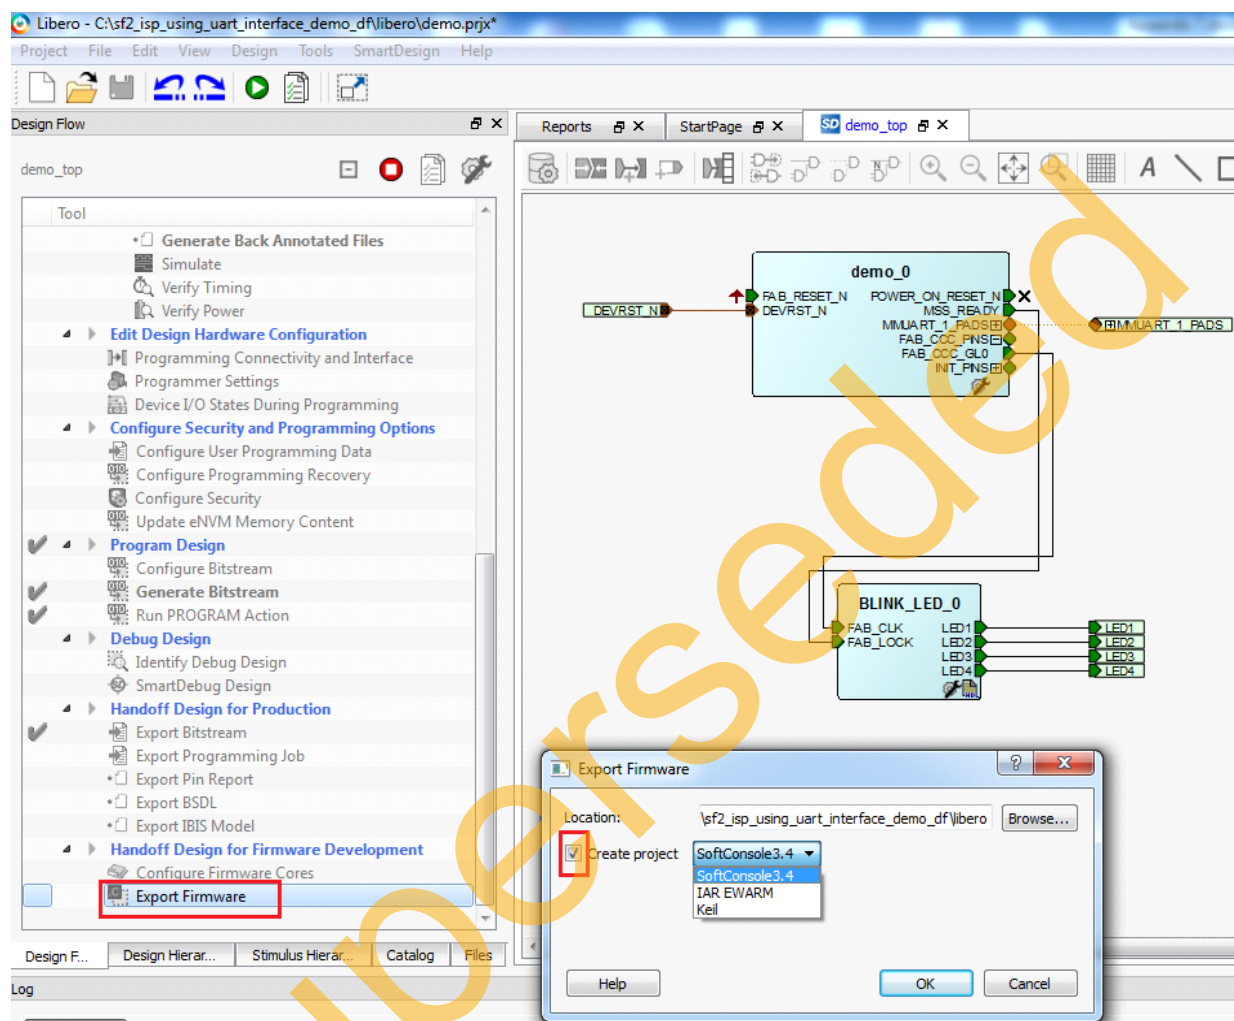 Libero - C:\sf2_isp_using_uart_interface_demo_df\libero\demo.prjx*
Project File Edit View Design Tools SmartDesign Help
Design Flow
Reports StartPage SD demo_top
demo_top
Tool
Generate Back Annotated Files
Simulate
Verify Timing
Verify Power
Edit Design Hardware Configuration
Programming Connectivity and Interface
Programmer Settings
Device I/O States During Programming
Configure Security and Programming Options
Configure User Programming Data
Configure Programming Recovery
Configure Security
Update eNVM Memory Content
Program Design
Configure Bitstream
Generate Bitstream
Run PROGRAM Action
Debug Design
Identify Debug Design
SmartDebug Design
Handoff Design for Production
Export Bitstream
Export Programming Job
Export Pin Report
Export BSDL
Export IBIS Model
Handoff Design for Firmware Development
Configure Firmware Cores
Export Firmware
Design F... Design Hierar... Stimulus Hierar... Catalog Files
Log
demo_0
FAB_RESET_N POWER_ON_RESET_N
DEVRST_N DEVRST_N MSS_READY
MMUART_1_PADS MMUART_1_PADS
FAB_CCC_PINS
FAB_CCC_GL0
INIT_PINS
BLINK_LED_0
FAB_CLK LED1 LED1
FAB_LOCK LED2 LED2
LED3 LED3
LED4 LED4
Export Firmware
Location: \sf2_isp_using_uart_interface_demo_df\libero Browse...
Create project SoftConsole3.4
SoftConsole3.4
IAR EWARM
Keil
Help OK Cancel
Superseded